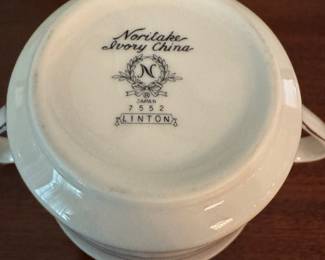 Noritake
Ivory China
N
®
JAPAN
7552
LINTON